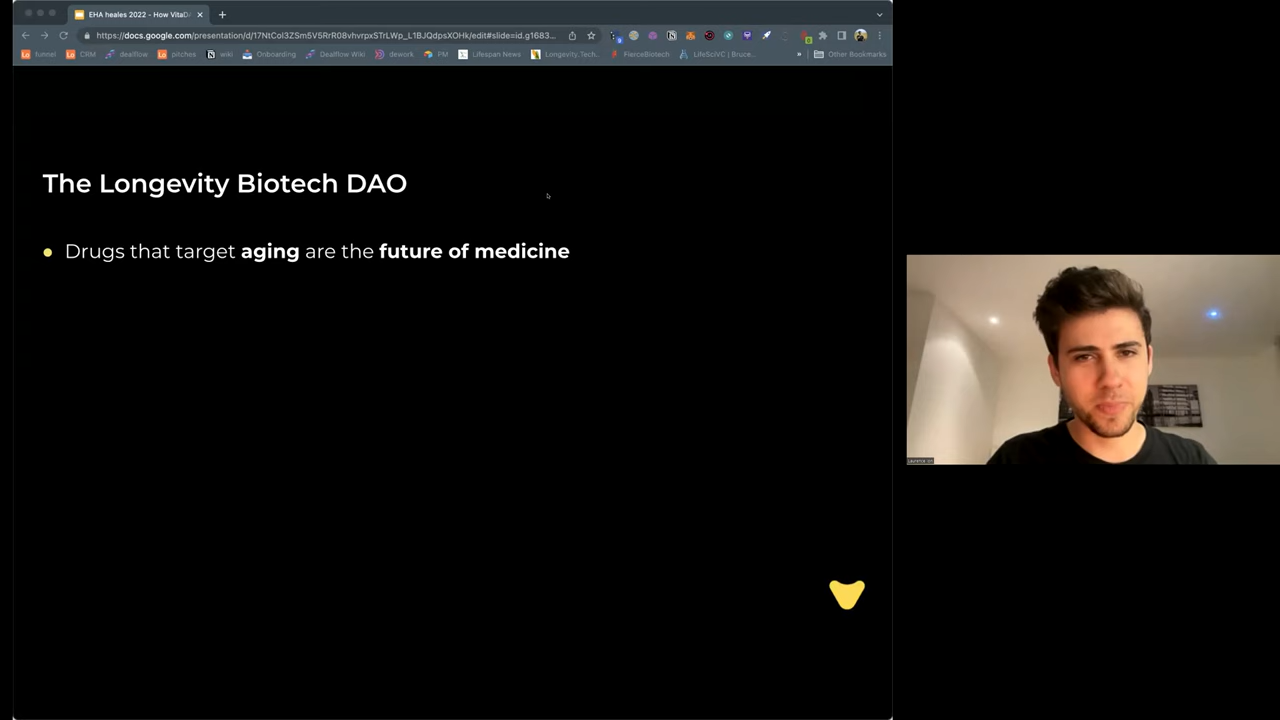 EHA heales 2022 - How VitaD
https://docs.google.com/presentation/d/17NtCol3ZSm5V5RrR08vhvrpxSTrLWp_L1BJQdpsXOHk/edit#slide=id.g1683...
funnel CRM dealflow pitches wiki Onboarding Dealflow Wiki dework PM Lifespan News Longevity.Tech... FierceBiotech LifeSciVC | Bruce... » Other Bookmarks
The Longevity Biotech DAO
• Drugs that target aging are the future of medicine